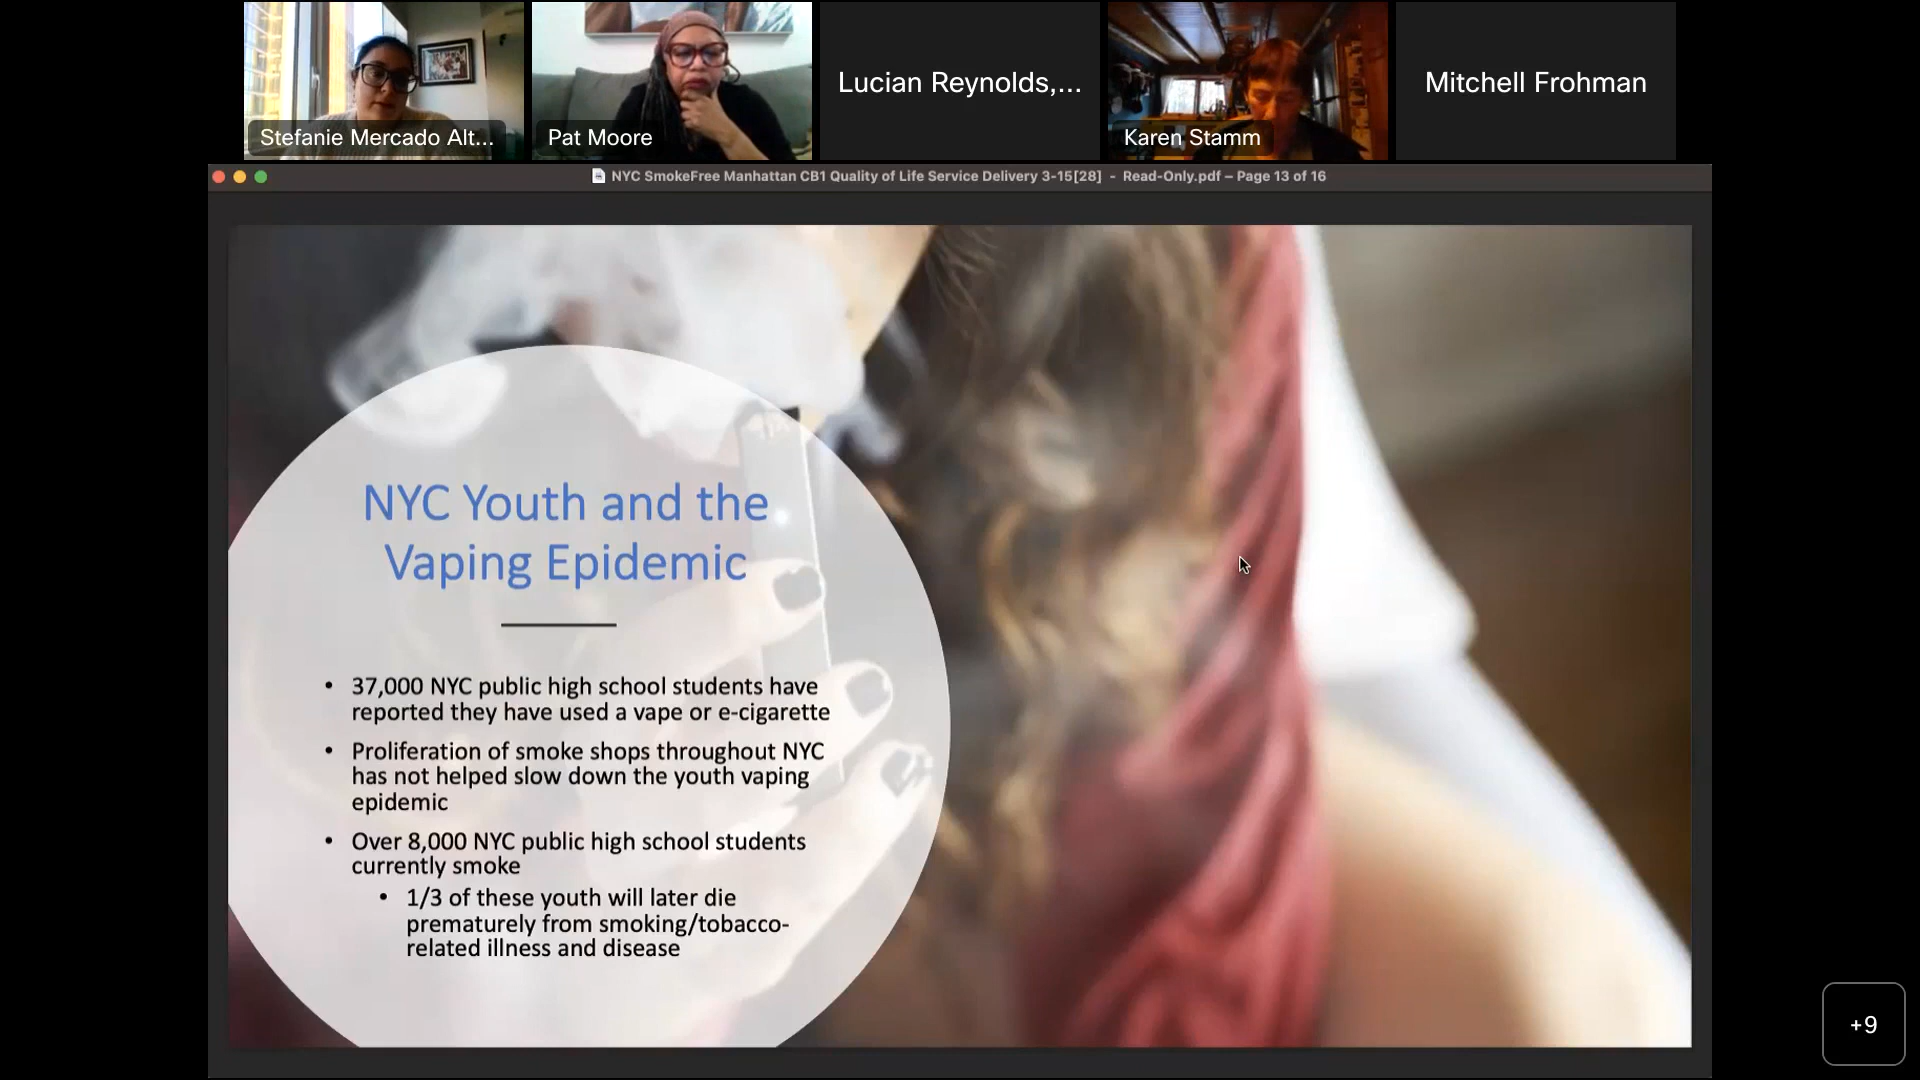 Stefanie Mercado Alt...
Pat Moore
Lucian Reynolds,...
Karen Stamm
Mitchell Frohman
NYC SmokeFree Manhattan CB1 Quality of Life Service Delivery 3-15[28] - Read-Only.pdf – Page 13 of 16
NYC Youth and the
Vaping Epidemic
• 37,000 NYC public high school students have
reported they have used a vape or e-cigarette
• Proliferation of smoke shops throughout NYC
has not helped slow down the youth vaping
epidemic
• Over 8,000 NYC public high school students
currently smoke
• 1/3 of these youth will later die
prematurely from smoking/tobacco-
related illness and disease
+9